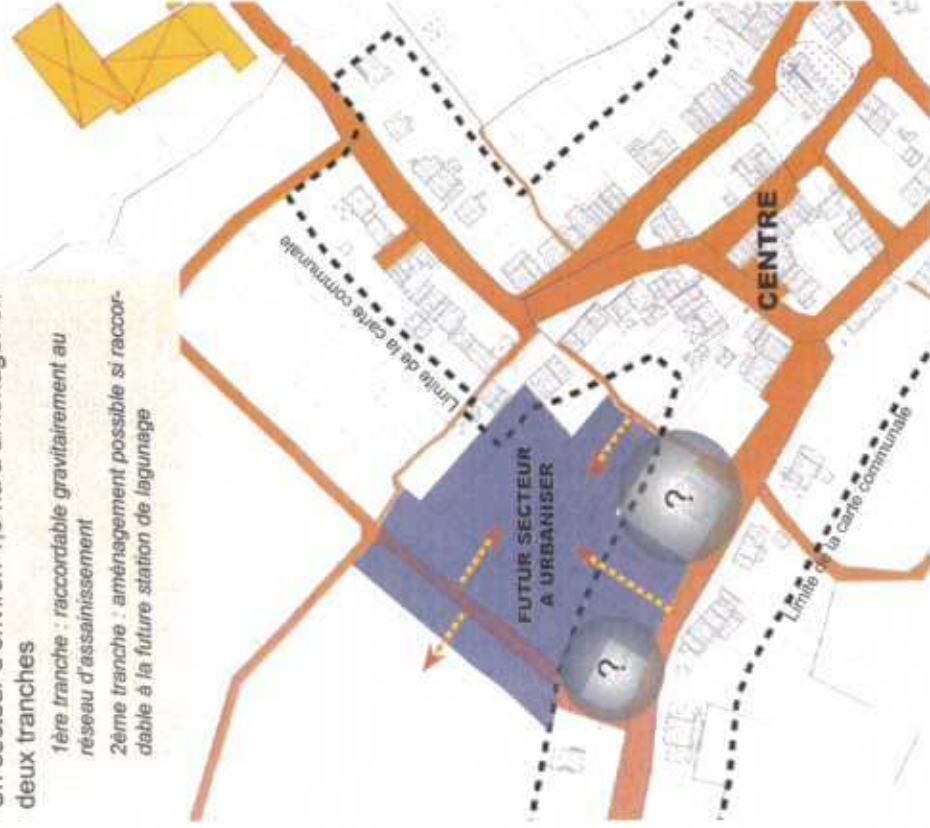 deux tranches
1ère tranche : raccordable gravitairement au
réseau d'assainissement
2ème tranche : aménagement possible si raccor-
dable à la future station de lagunage
Limite de la carte communale
CENTRE
FUTUR SECTEUR
A URBANISER
?
?
Limite de la carte communale